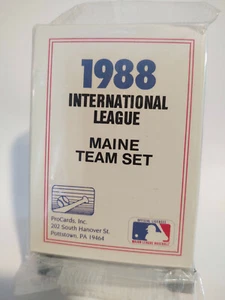 1988
INTERNATIONAL
LEAGUE
MAINE
TEAM SET
ProCards, Inc.
202 South Hanover St.
Pottstown, PA 19464